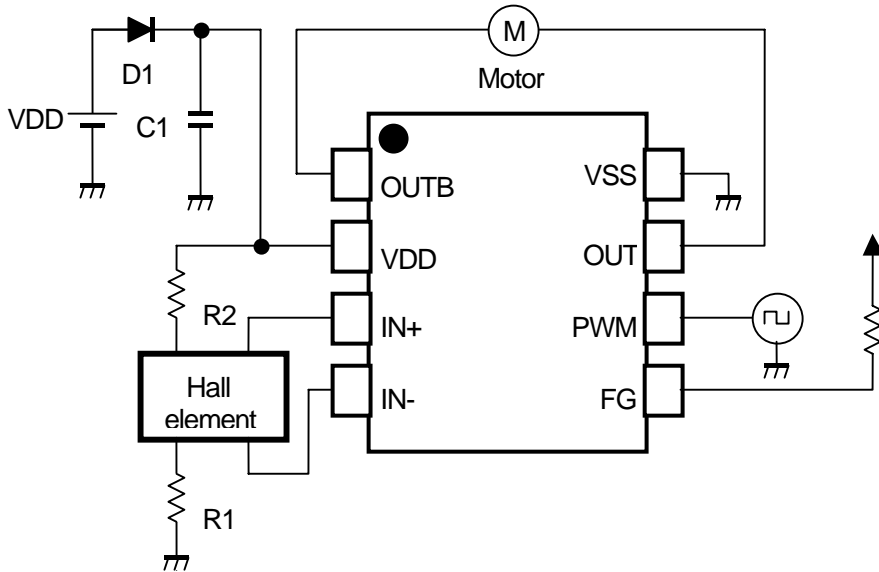 M
Motor
D1
VDD
C1
OUTB
VSS
VDD
OUT
R2
IN+
PWM
Hall
element
IN-
FG
R1